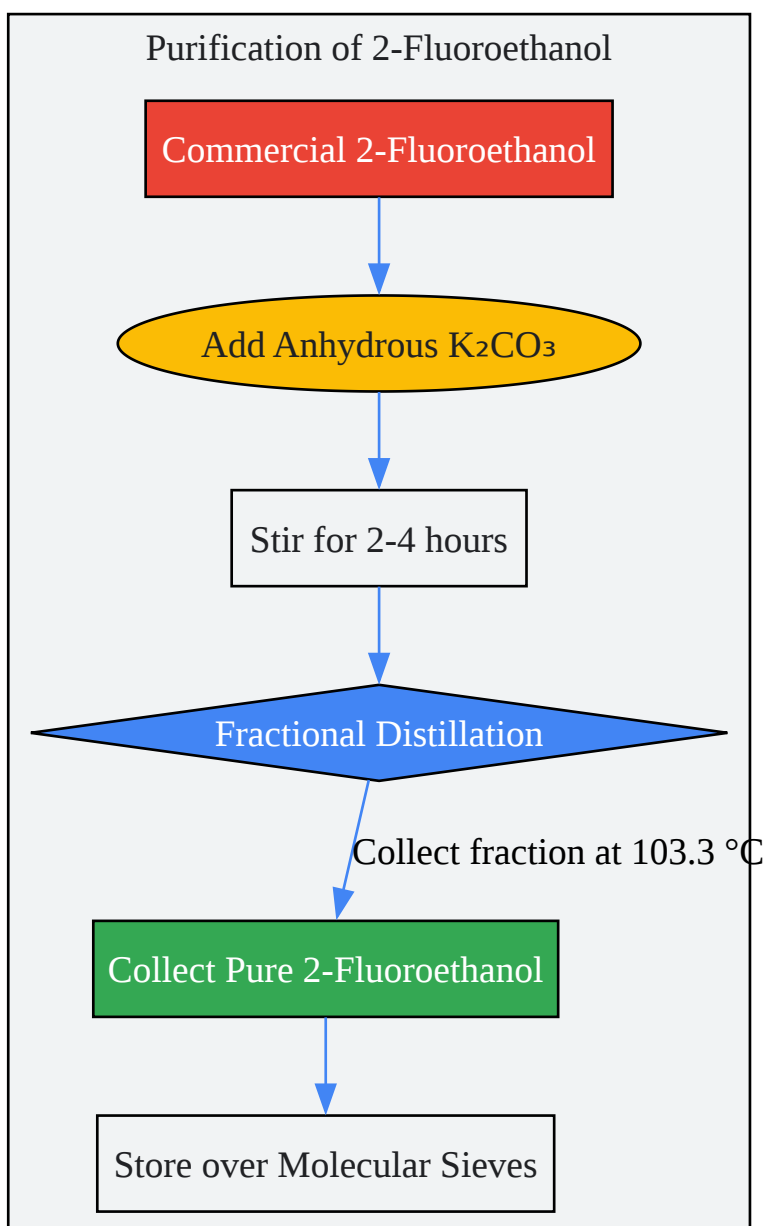 Purification of 2-Fluoroethanol
Commercial 2-Fluoroethanol
Add Anhydrous K₂CO₃
Stir for 2-4 hours
Fractional Distillation
Collect fraction at 103.3 °C
Collect Pure 2-Fluoroethanol
Store over Molecular Sieves